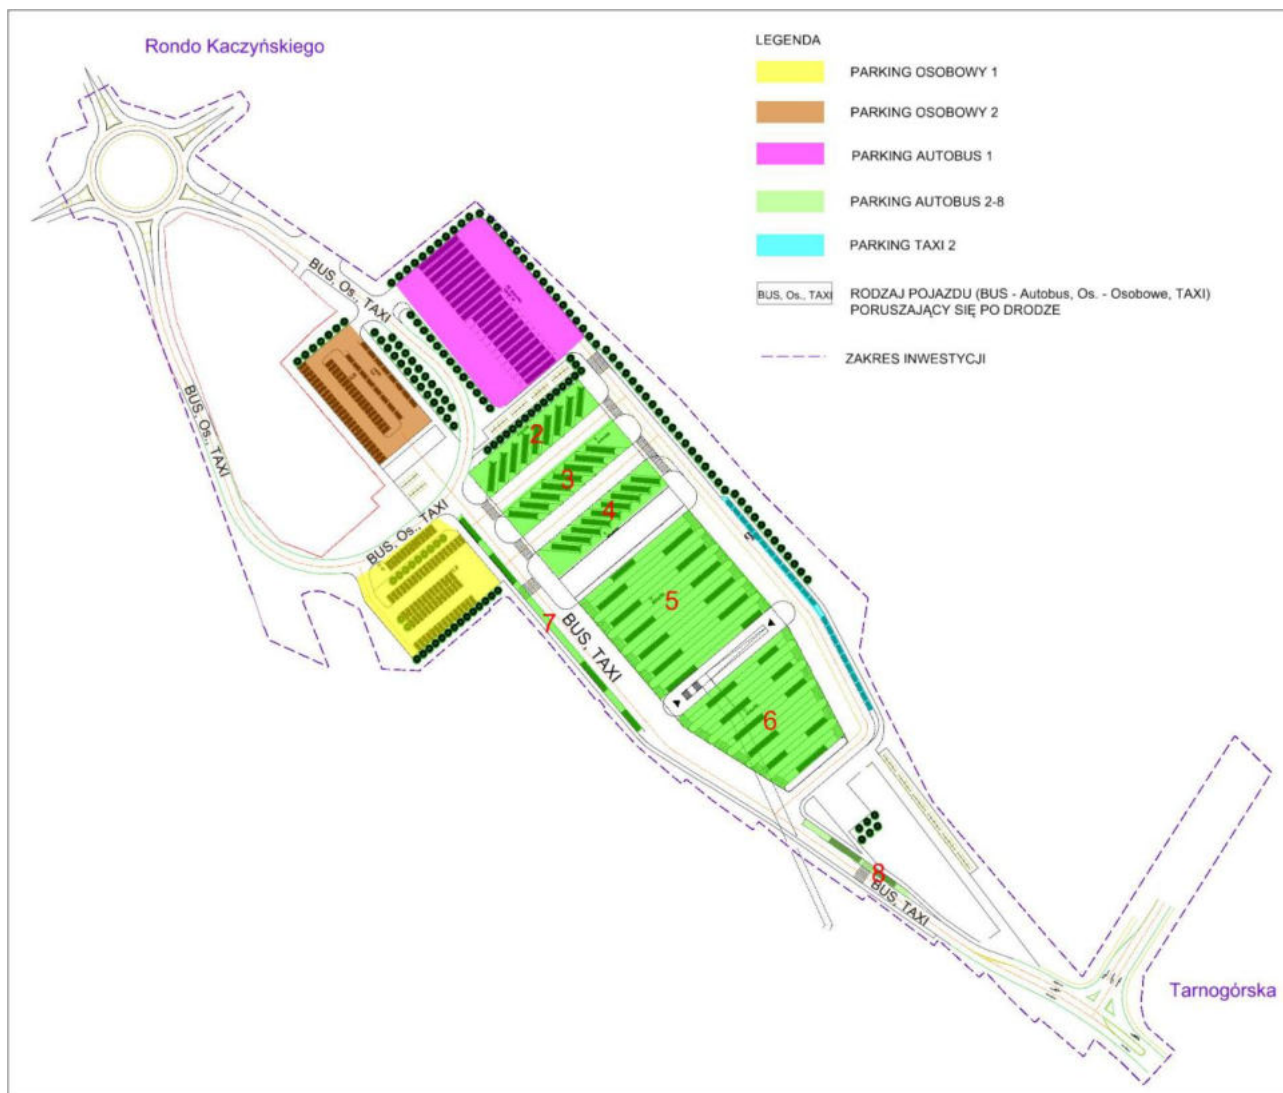 Rondo Kaczyńskiego
LEGENDA
PARKING OSOBOWY 1
PARKING OSOBOWY 2
PARKING AUTOBUS 1
PARKING AUTOBUS 2-8
PARKING TAXI 2
BUS, Os., TAXI
RODZAJ POJAZDU (BUS - Autobus, Os. - Osobowe, TAXI)
PORUSZAJĄCY SIĘ PO DRODZE
ZAKRES INWESTYCJI
BUS, Os., TAXI
BUS, Os., TAXI
BUS, Os., TAXI
2
3
4
5
6
7
BUS, TAXI
8
BUS, TAXI
Tarnogórska